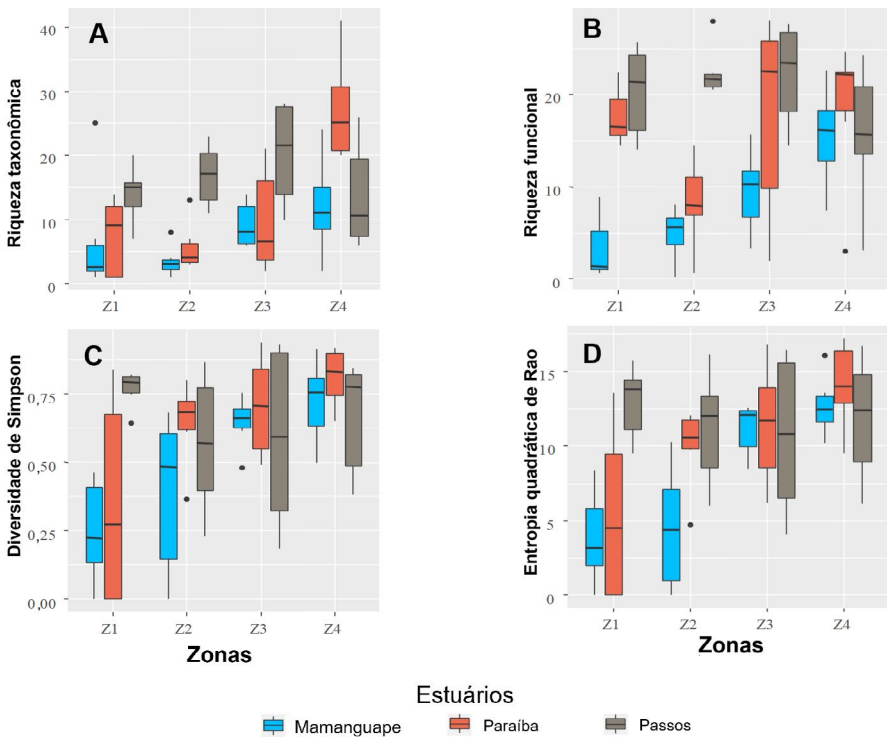 A
Riqueza taxonômica
40
30
20
10
0
Z1 Z2 Z3 Z4
B
Riqueza funcional
20
10
0
Z1 Z2 Z3 Z4
C
Diversidade de Simpson
0,75
0,50
0,25
0,00
Z1 Z2 Z3 Z4
Zonas
D
Entropia quadrática de Rao
15
10
5
0
Z1 Z2 Z3 Z4
Zonas
Estuários
Mamanguape Paraíba Passos